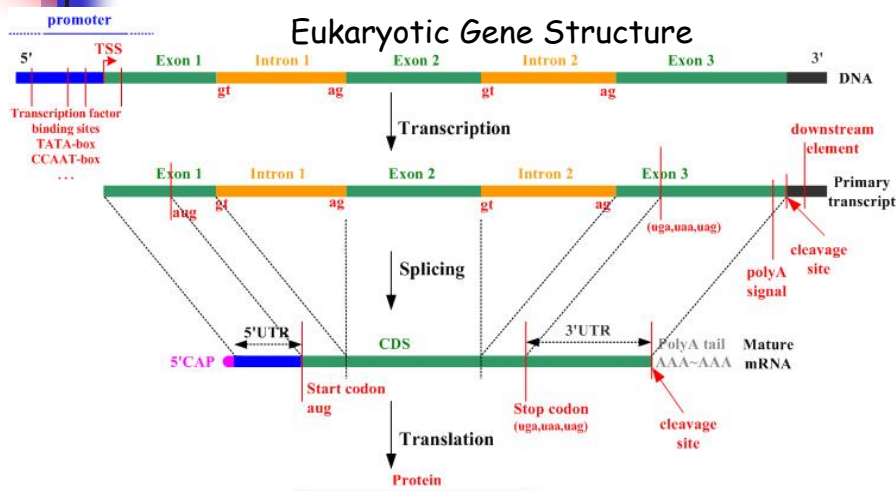 promoter
Eukaryotic Gene Structure
5' TSS Exon 1 Intron 1 Exon 2 Intron 2 Exon 3 3'
DNA
gt ag gt ag
Transcription factor
binding sites
TATA-box
CCAAT-box
. . .
Transcription
downstream
element
Exon 1 Intron 1 Exon 2 Intron 2 Exon 3
Primary
transcript
aug gt ag gt ag
(uga,uaa,uag)
cleavage
site
polyA
signal
Splicing
5'UTR CDS 3'UTR
5'CAP
PolyA tail
AAA~AAA
Mature
mRNA
Start codon
aug
Stop codon
(uga,uaa,uag)
cleavage
site
Translation
Protein